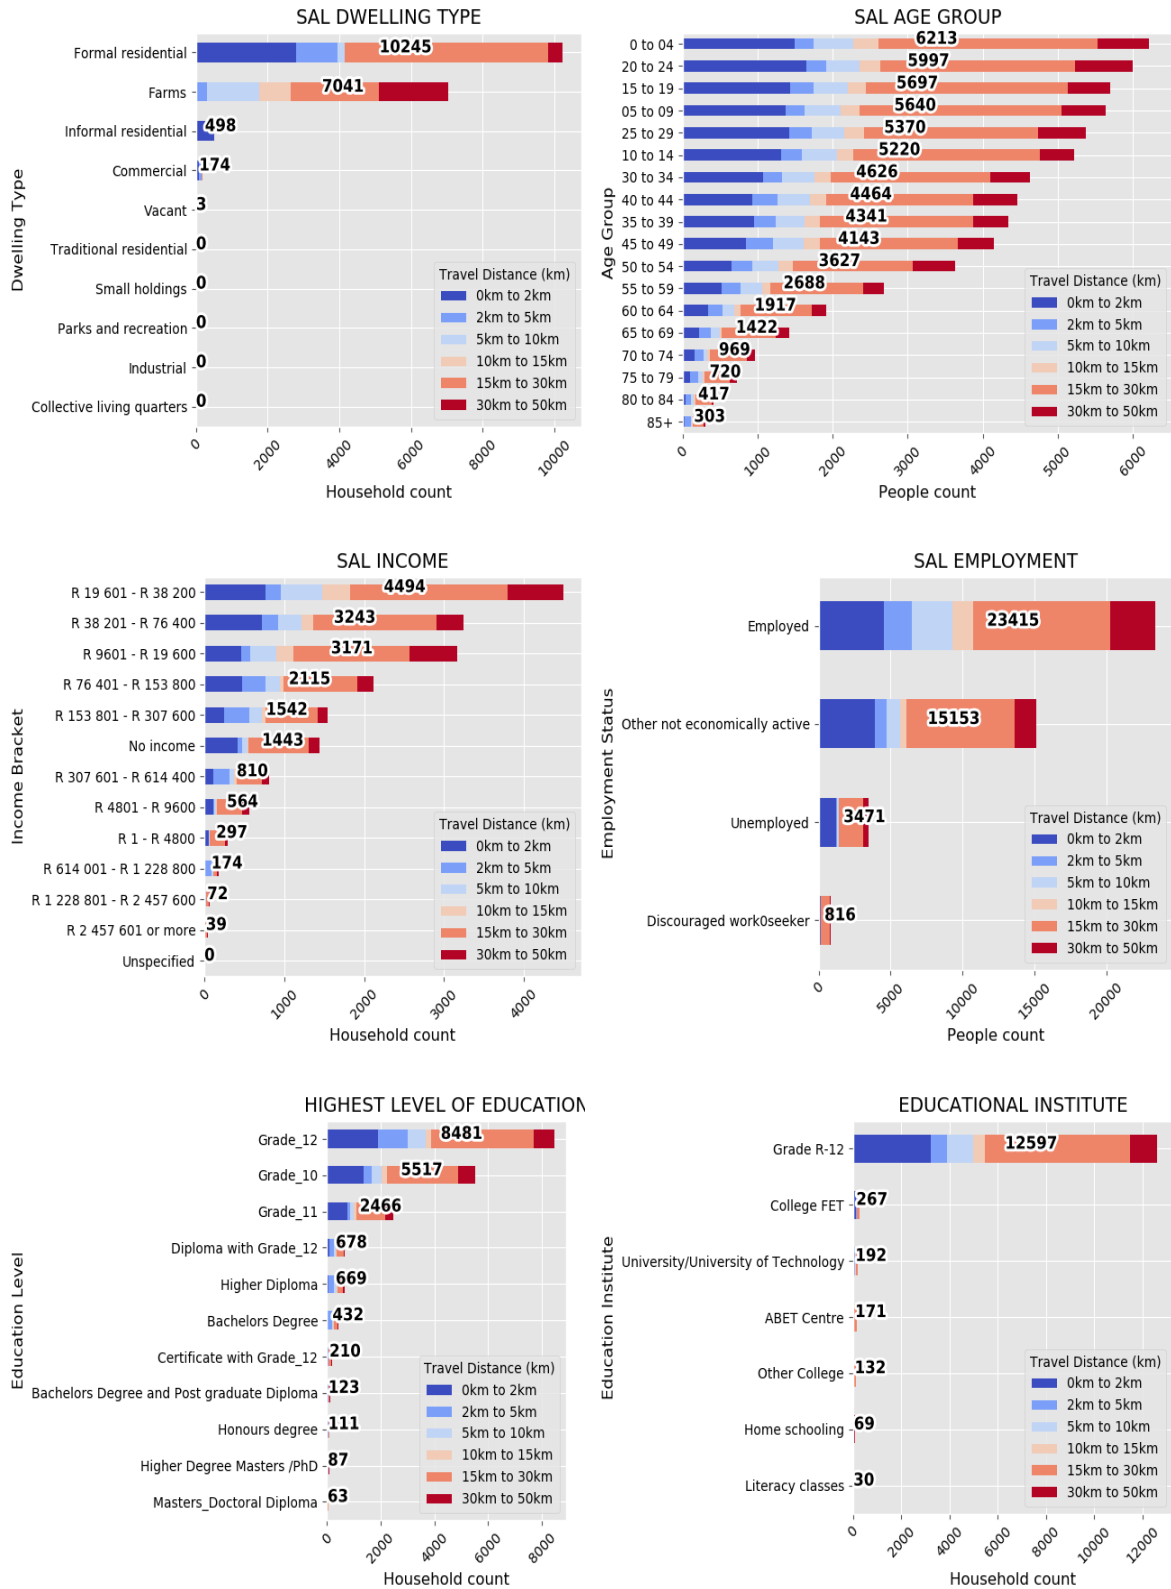 SAL DWELLING TYPE
Dwelling Type
Formal residential
10245
Farms
7041
Informal residential
498
Commercial
174
Vacant
3
Traditional residential
0
Small holdings
0
Parks and recreation
0
Industrial
0
Collective living quarters
0
Travel Distance (km)
0km to 2km
2km to 5km
5km to 10km
10km to 15km
15km to 30km
30km to 50km
0 2000 4000 6000 8000 10000
Household count
SAL AGE GROUP
Age Group
0 to 04
6213
20 to 24
5997
15 to 19
5697
05 to 09
5640
25 to 29
5370
10 to 14
5220
30 to 34
4626
40 to 44
4464
35 to 39
4341
45 to 49
4143
50 to 54
3627
55 to 59
2688
60 to 64
1917
65 to 69
1422
70 to 74
969
75 to 79
720
80 to 84
417
85+
303
Travel Distance (km)
0km to 2km
2km to 5km
5km to 10km
10km to 15km
15km to 30km
30km to 50km
0 1000 2000 3000 4000 5000 6000
People count
SAL INCOME
Income Bracket
R 19 601 - R 38 200
4494
R 38 201 - R 76 400
3243
R 9601 - R 19 600
3171
R 76 401 - R 153 800
2115
R 153 801 - R 307 600
1542
No income
1443
R 307 601 - R 614 400
810
R 4801 - R 9600
564
R 1 - R 4800
297
R 614 001 - R 1 228 800
174
R 1 228 801 - R 2 457 600
72
R 2 457 601 or more
39
Unspecified
0
Travel Distance (km)
0km to 2km
2km to 5km
5km to 10km
10km to 15km
15km to 30km
30km to 50km
0 1000 2000 3000 4000
Household count
SAL EMPLOYMENT
Employment Status
Employed
23415
Other not economically active
15153
Unemployed
3471
Discouraged work0seeker
816
Travel Distance (km)
0km to 2km
2km to 5km
5km to 10km
10km to 15km
15km to 30km
30km to 50km
0 5000 10000 15000 20000
People count
HIGHEST LEVEL OF EDUCATION
Education Level
Grade_12
8481
Grade_10
5517
Grade_11
2466
Diploma with Grade_12
678
Higher Diploma
669
Bachelors Degree
432
Certificate with Grade_12
210
Bachelors Degree and Post graduate Diploma
123
Honours degree
111
Higher Degree Masters /PhD
87
Masters_Doctoral Diploma
63
Travel Distance (km)
0km to 2km
2km to 5km
5km to 10km
10km to 15km
15km to 30km
30km to 50km
0 2000 4000 6000 8000
Household count
EDUCATIONAL INSTITUTE
Education Institute
Grade R-12
12597
College FET
267
University/University of Technology
192
ABET Centre
171
Other College
132
Home schooling
69
Literacy classes
30
Travel Distance (km)
0km to 2km
2km to 5km
5km to 10km
10km to 15km
15km to 30km
30km to 50km
0 2000 4000 6000 8000 10000 12000
Household count